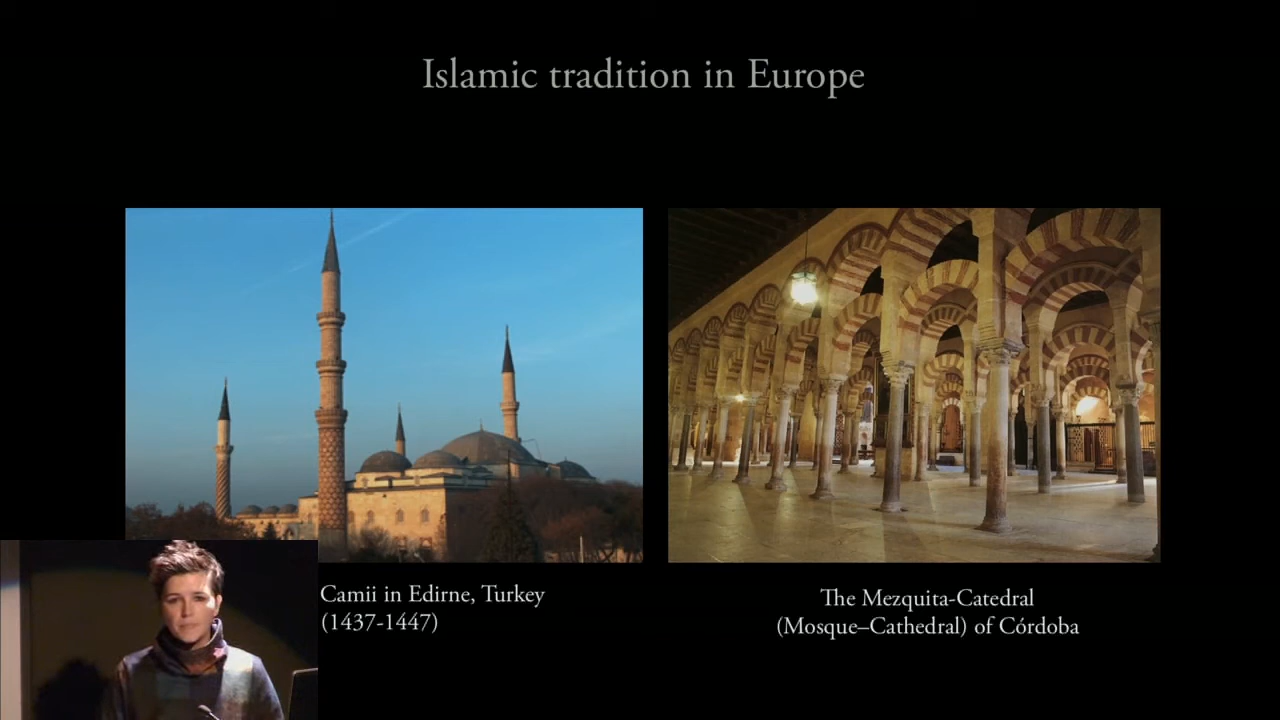 Islamic tradition in Europe
Camii in Edirne, Turkey
(1437-1447)
The Mezquita-Catedral
(Mosque–Cathedral) of Córdoba